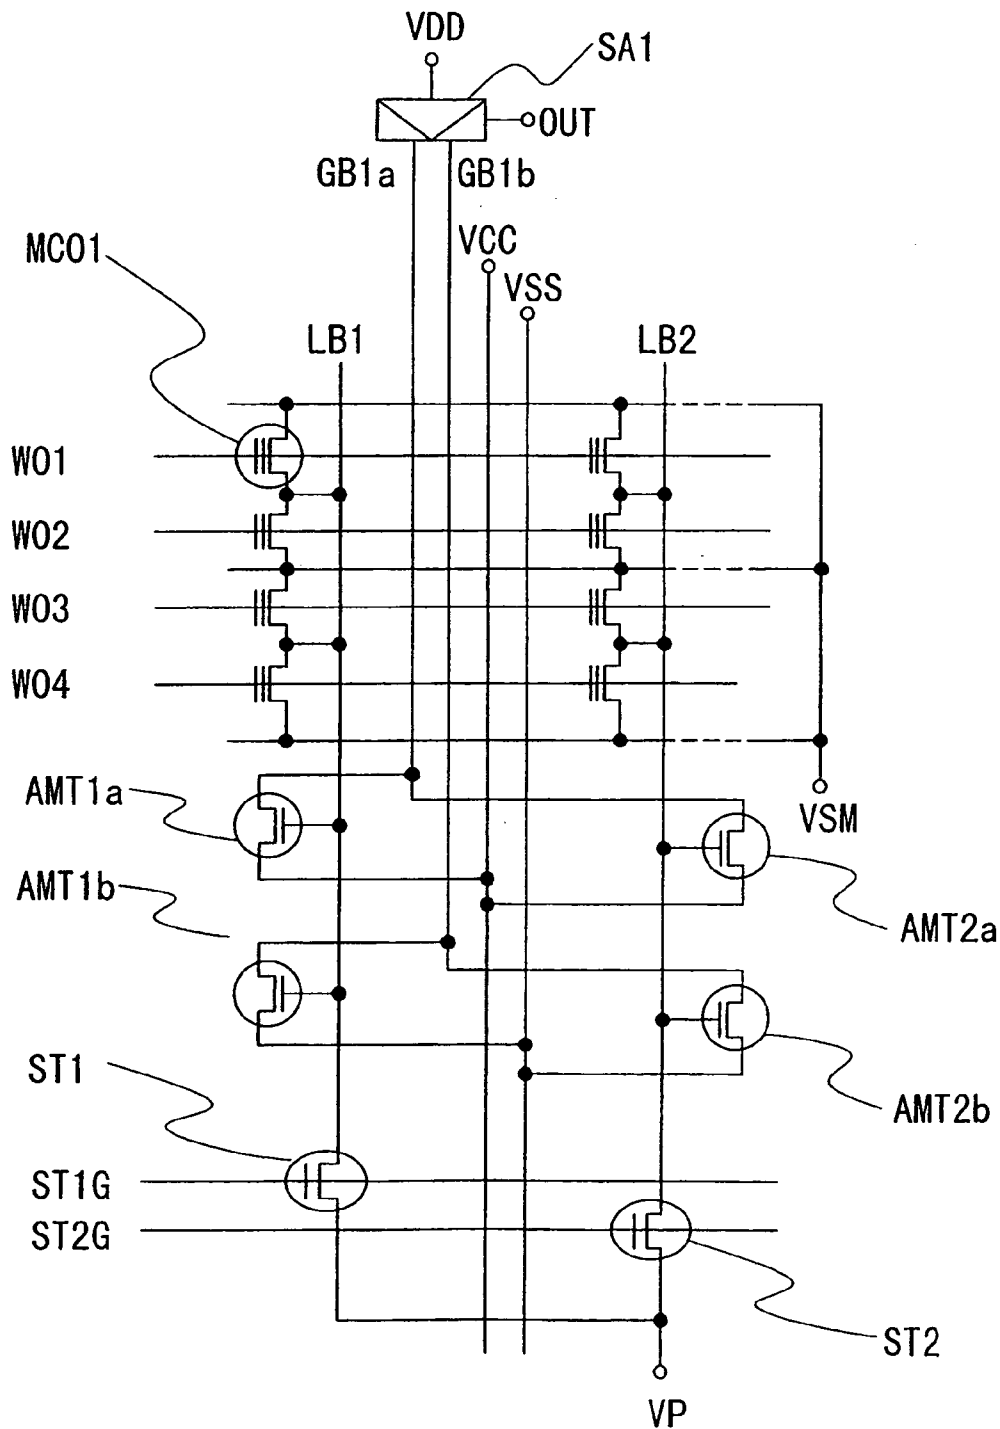 VDD
SA1
OUT
GB1a
GB1b
MC01
VCC
VSS
LB1
LB2
W01
W02
W03
W04
AMT1a
VSM
AMT1b
AMT2a
ST1
AMT2b
ST1G
ST2G
ST2
VP